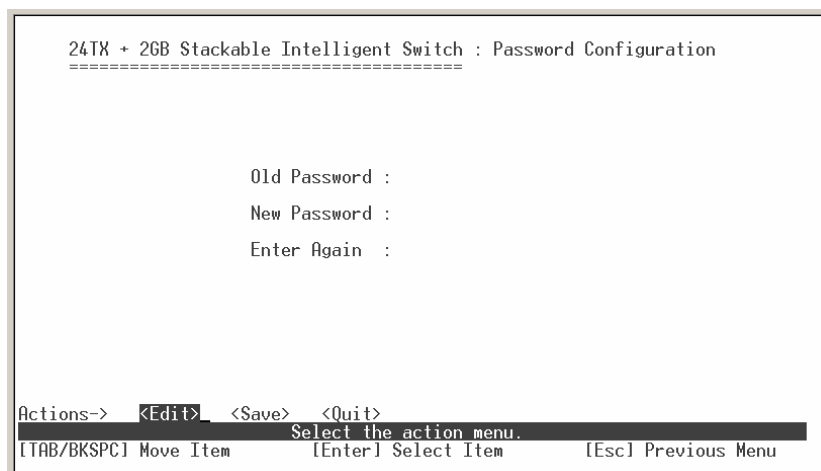 24TX + 2GB Stackable Intelligent Switch : Password Configuration
=======================================
Old Password :
New Password :
Enter Again :
Actions-> <Edit> <Save> <Quit>
Select the action menu.
[TAB/BKSPC] Move Item [Enter] Select Item [Esc] Previous Menu